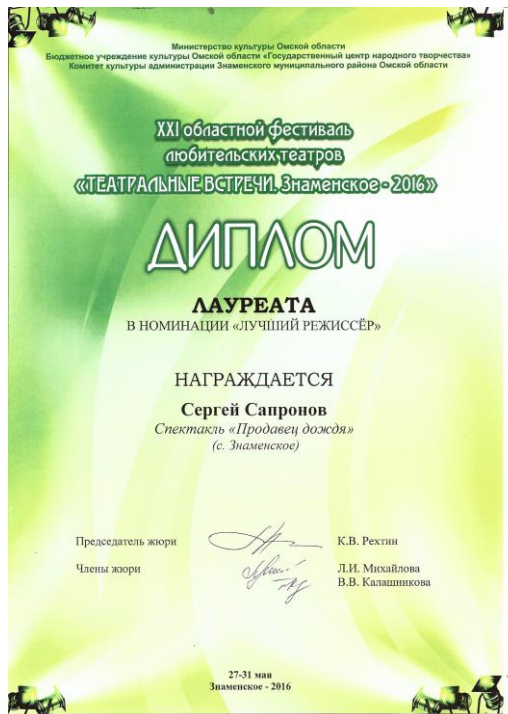 Министерство культуры Омской области
Бюджетное учреждение культуры Омской области «Государственный центр народного творчества»
Комитет культуры администрации Знаменского муниципального района Омской области
XXI областной фестиваль
любительских театров
«ТЕАТРАЛЬНЫЕ ВСТРЕЧИ. Знаменское - 2016»
ДИПЛОМ
ЛАУРЕАТА
В НОМИНАЦИИ «ЛУЧШИЙ РЕЖИССЁР»
НАГРАЖДАЕТСЯ
Сергей Сапронов
Спектакль «Продавец дождя»
(с. Знаменское)
Председатель жюри К.В. Рехтин
Члены жюри Л.И. Михайлова
В.В. Калашникова
27-31 мая
Знаменское - 2016